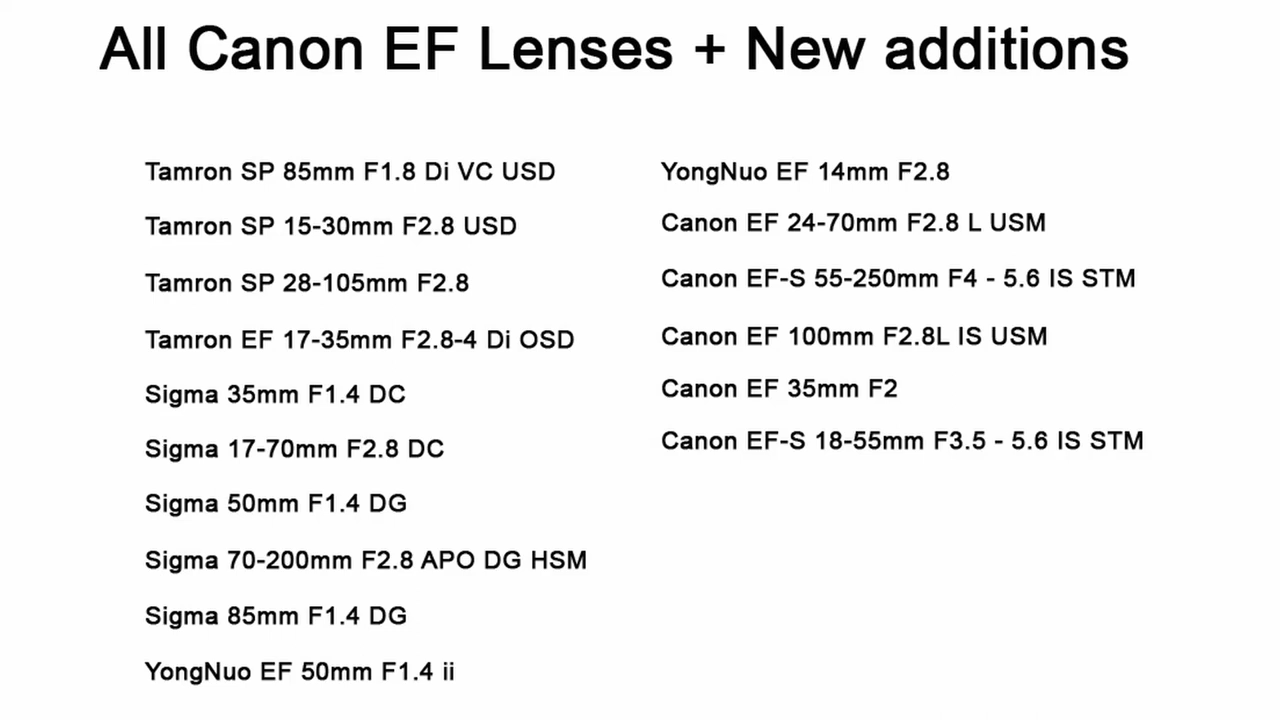 All Canon EF Lenses + New additions
Tamron SP 85mm F1.8 Di VC USD
Tamron SP 15-30mm F2.8 USD
Tamron SP 28-105mm F2.8
Tamron EF 17-35mm F2.8-4 Di OSD
Sigma 35mm F1.4 DC
Sigma 17-70mm F2.8 DC
Sigma 50mm F1.4 DG
Sigma 70-200mm F2.8 APO DG HSM
Sigma 85mm F1.4 DG
YongNuo EF 50mm F1.4 ii
YongNuo EF 14mm F2.8
Canon EF 24-70mm F2.8 L USM
Canon EF-S 55-250mm F4 - 5.6 IS STM
Canon EF 100mm F2.8L IS USM
Canon EF 35mm F2
Canon EF-S 18-55mm F3.5 - 5.6 IS STM